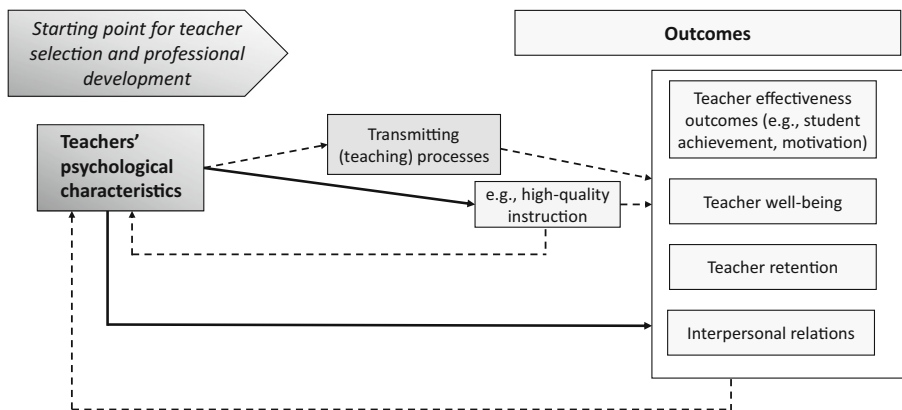 Starting point for teacher
selection and professional
development
Outcomes
Teachers'
psychological
characteristics
Transmitting
(teaching) processes
e.g., high-quality
instruction
Teacher effectiveness
outcomes (e.g., student
achievement, motivation)
Teacher well-being
Teacher retention
Interpersonal relations